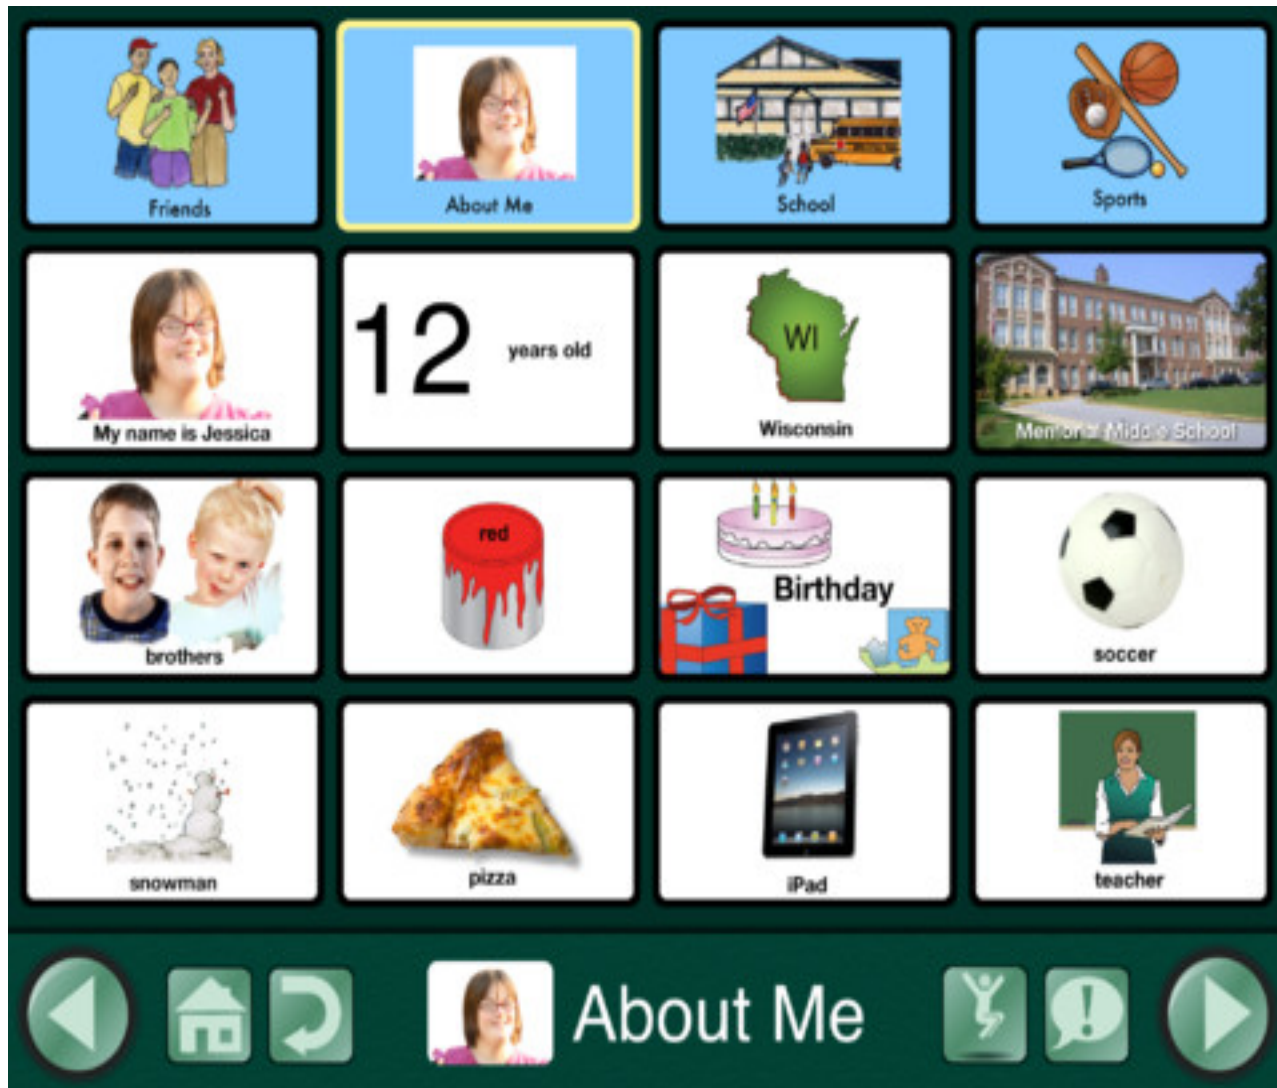 Friends
About Me
School
Sports
My name is Jessica
12 years old
WI
Wisconsin
Memorial Middle School
brothers
red
Birthday
soccer
snowman
pizza
iPad
teacher
About Me